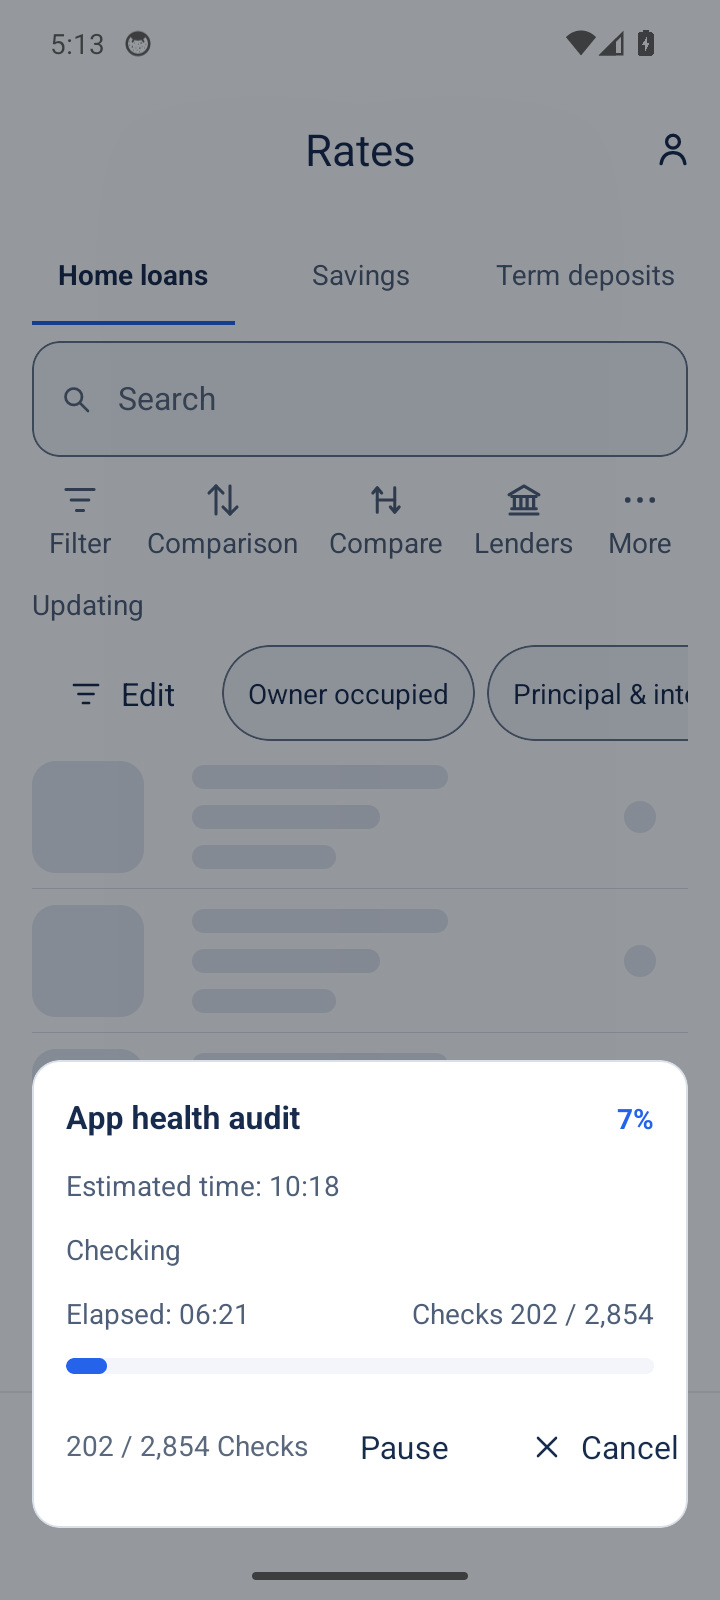 5:13
Rates
Home loans
Savings
Term deposits
Search
Filter
Comparison
Compare
Lenders
More
Updating
Edit
Owner occupied
Principal & inte
App health audit
7%
Estimated time: 10:18
Checking
Elapsed: 06:21
Checks 202 / 2,854
202 / 2,854 Checks
Pause
Cancel